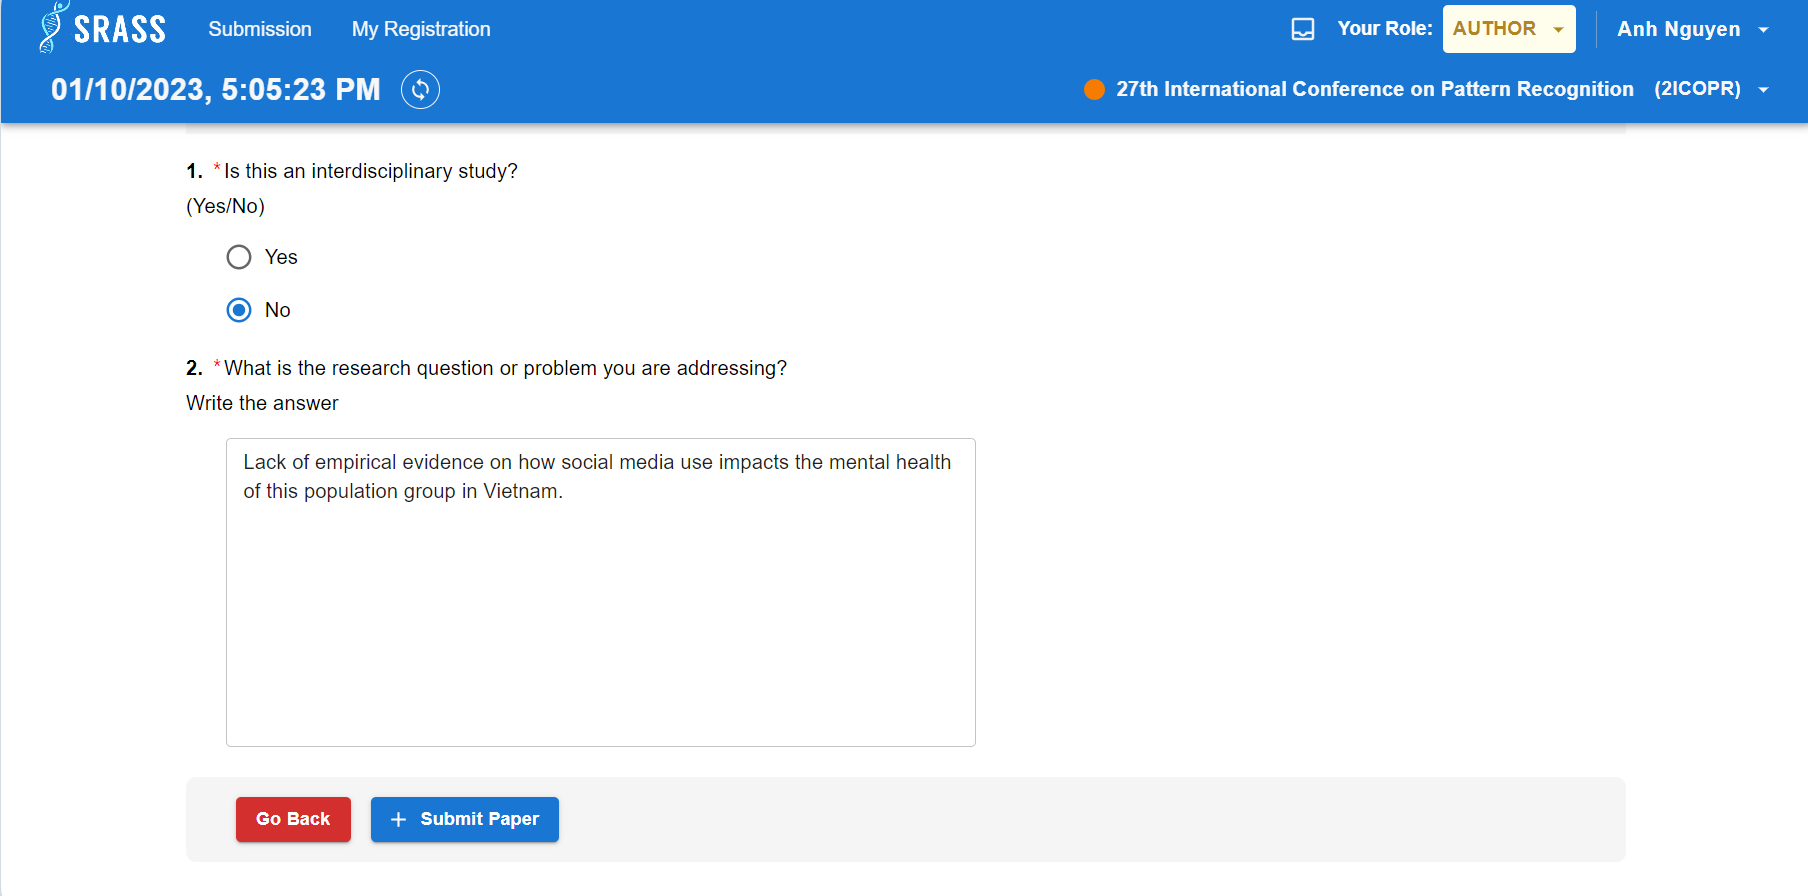 SRASS Submission My Registration Your Role: AUTHOR Anh Nguyen
01/10/2023, 5:05:23 PM 27th International Conference on Pattern Recognition (2ICOPR)
1. *Is this an interdisciplinary study?
(Yes/No)
Yes
No
2. *What is the research question or problem you are addressing?
Write the answer
Lack of empirical evidence on how social media use impacts the mental health
of this population group in Vietnam.
Go Back + Submit Paper